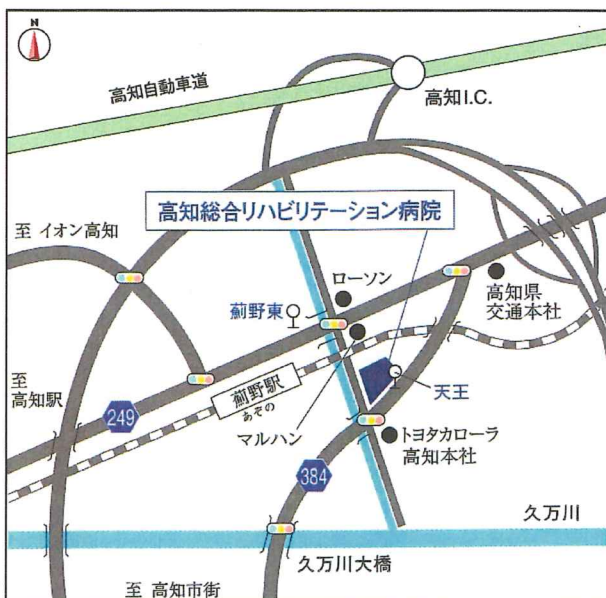 N
高知自動車道
高知I.C.
高知総合リハビリテーション病院
至 イオン高知
ローソン
薊野東
高知県
交通本社
至
高知駅
薊野駅
あぞの
天王
249
マルハン
トヨタカローラ
高知本社
384
久万川
久万川大橋
至 高知市街